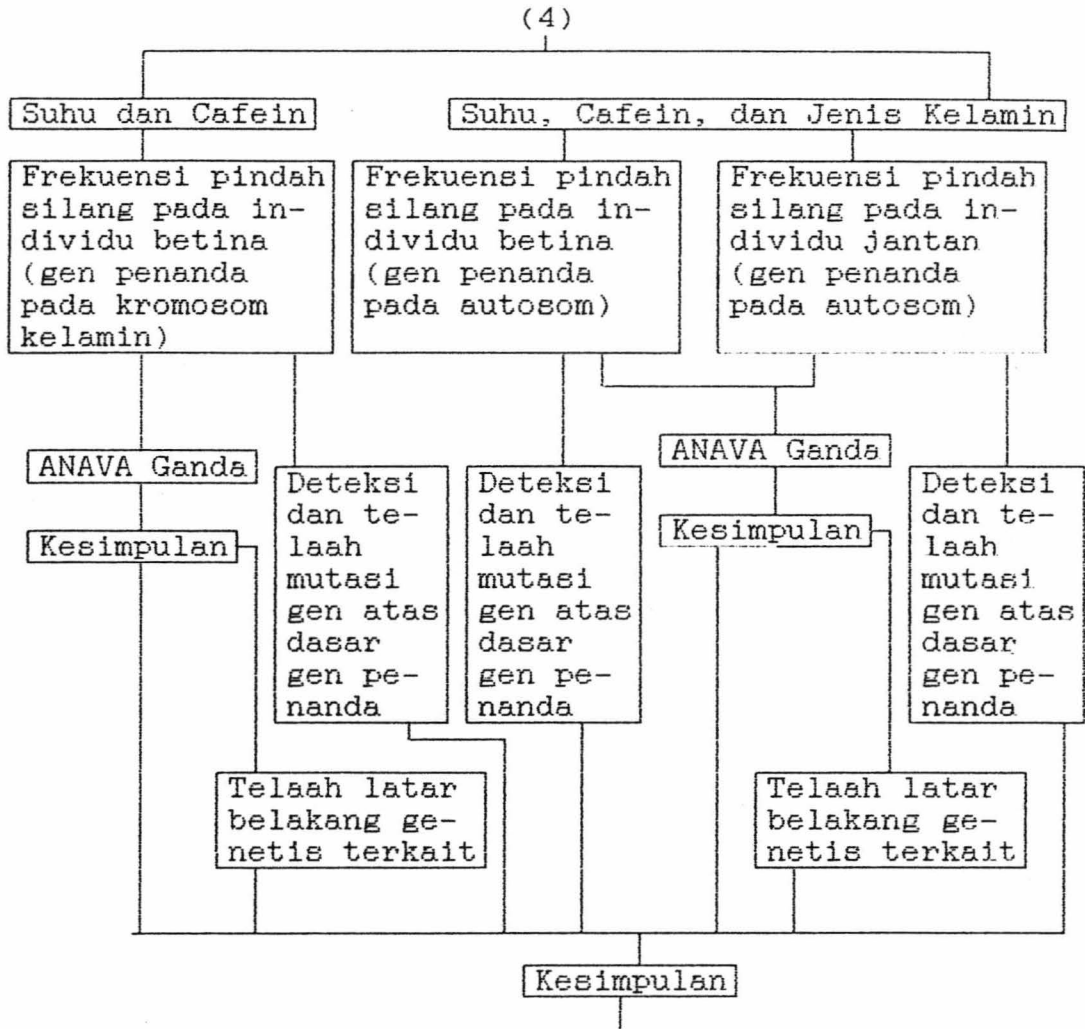 (4)
Suhu dan Cafein
Suhu, Cafein, dan Jenis Kelamin
Frekuensi pindah
silang pada in-
dividu betina
(gen penanda
pada kromosom
kelamin)
Frekuensi pindah
silang pada in-
dividu betina
(gen penanda
pada autosom)
Frekuensi pindah
silang pada in-
dividu jantan
(gen penanda
pada autosom)
ANAVA Ganda
Kesimpulan
Deteksi
dan te-
laah
mutasi
gen atas
dasar
gen pe-
nanda
Deteksi
dan te-
laah
mutasi
gen atas
dasar
gen pe-
nanda
ANAVA Ganda
Kesimpulan
Deteksi
dan te-
laah
mutasi
gen atas
dasar
gen pe-
nanda
Telaah latar
belakang ge-
netis terkait
Telaah latar
belakang ge-
netis terkait
Kesimpulan